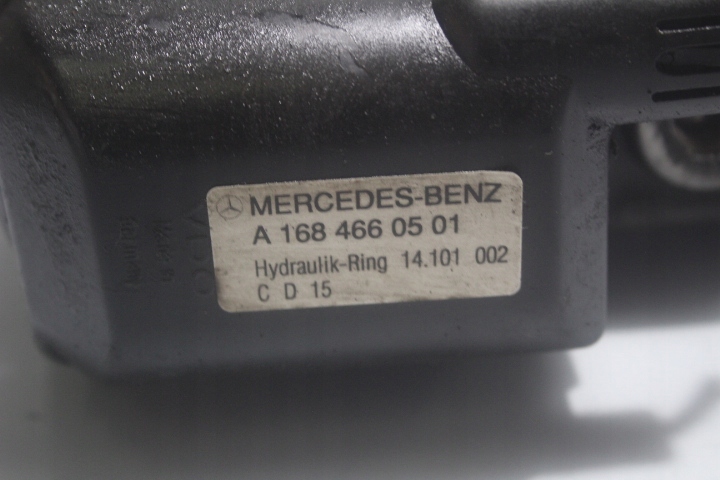 MERCEDES-BENZ
A 168 466 05 01
Hydraulik-Ring 14.101 002
C D 15